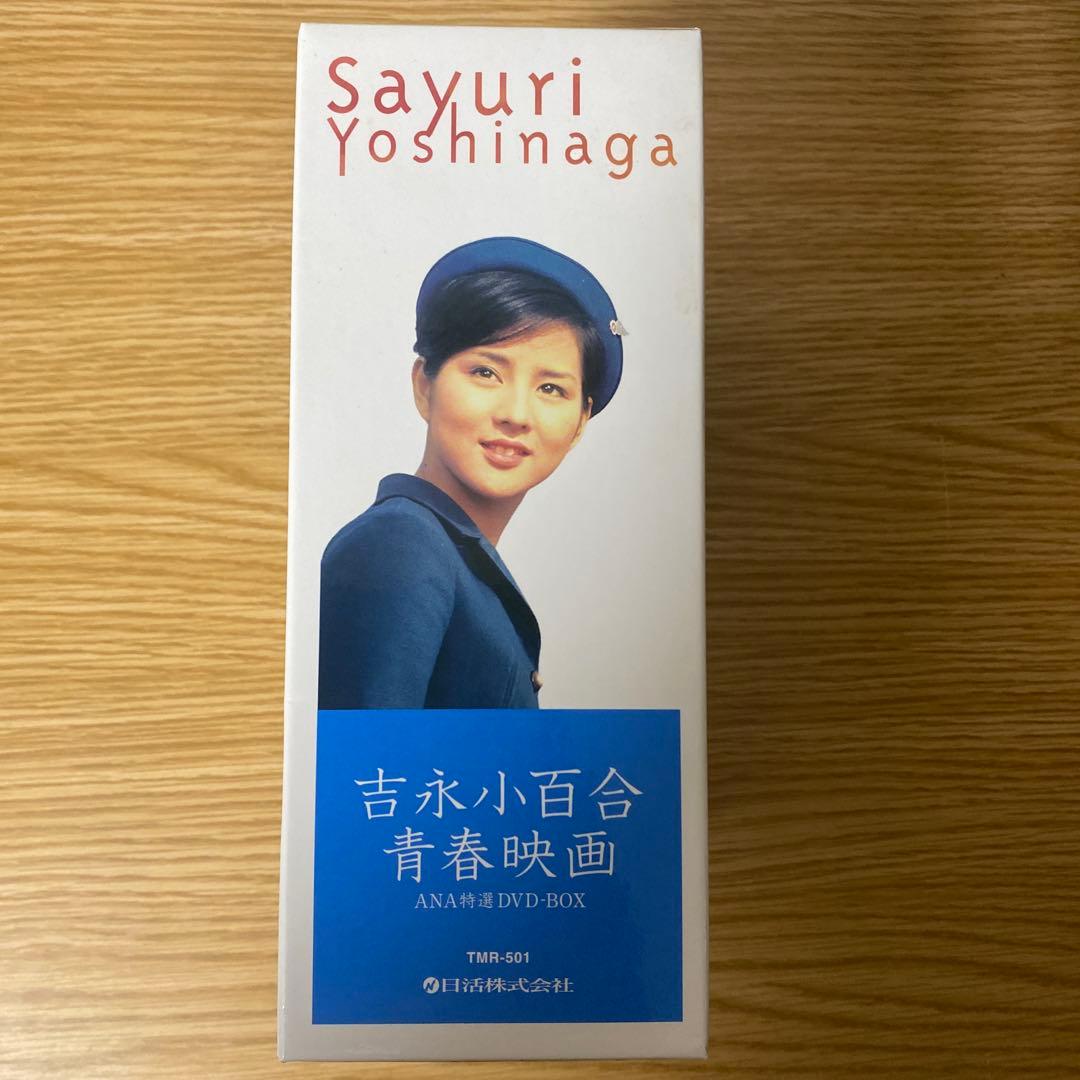 Sayuri
Yoshinaga
吉永小百合
青春映画
ANA特選DVD-BOX
TMR-501
日活株式会社